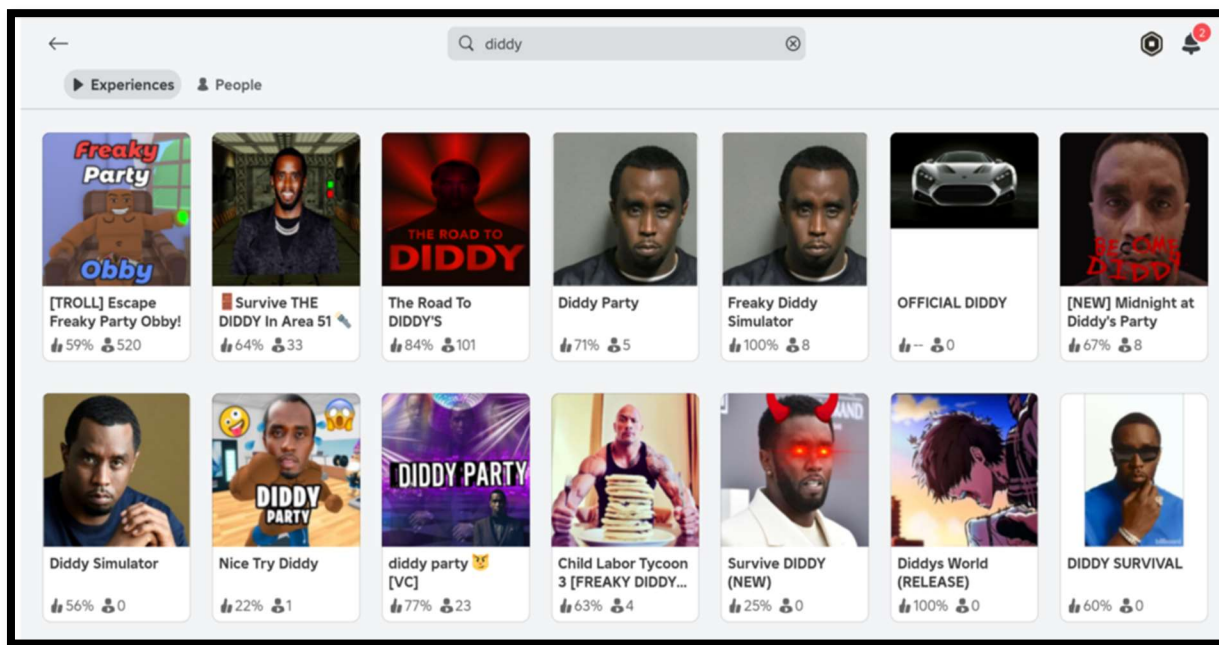 diddy
2
Experiences
People
Freaky
Party
Obby
THE ROAD TO
DIDDY
BECOME
DIDDY
[TROLL] Escape
Freaky Party Obby!
59% 520
🚪Survive THE
DIDDY In Area 51 🔦
64% 33
The Road To
DIDDY'S
84% 101
Diddy Party
71% 5
Freaky Diddy
Simulator
100% 8
OFFICIAL DIDDY
-- 0
[NEW] Midnight at
Diddy's Party
67% 8
DIDDY
PARTY
DIDDY PARTY
AND
billboard
Diddy Simulator
56% 0
Nice Try Diddy
22% 1
diddy party 😼
[VC]
77% 23
Child Labor Tycoon
3 [FREAKY DIDDY...
63% 4
Survive DIDDY
(NEW)
25% 0
Diddys World
(RELEASE)
100% 0
DIDDY SURVIVAL
60% 0